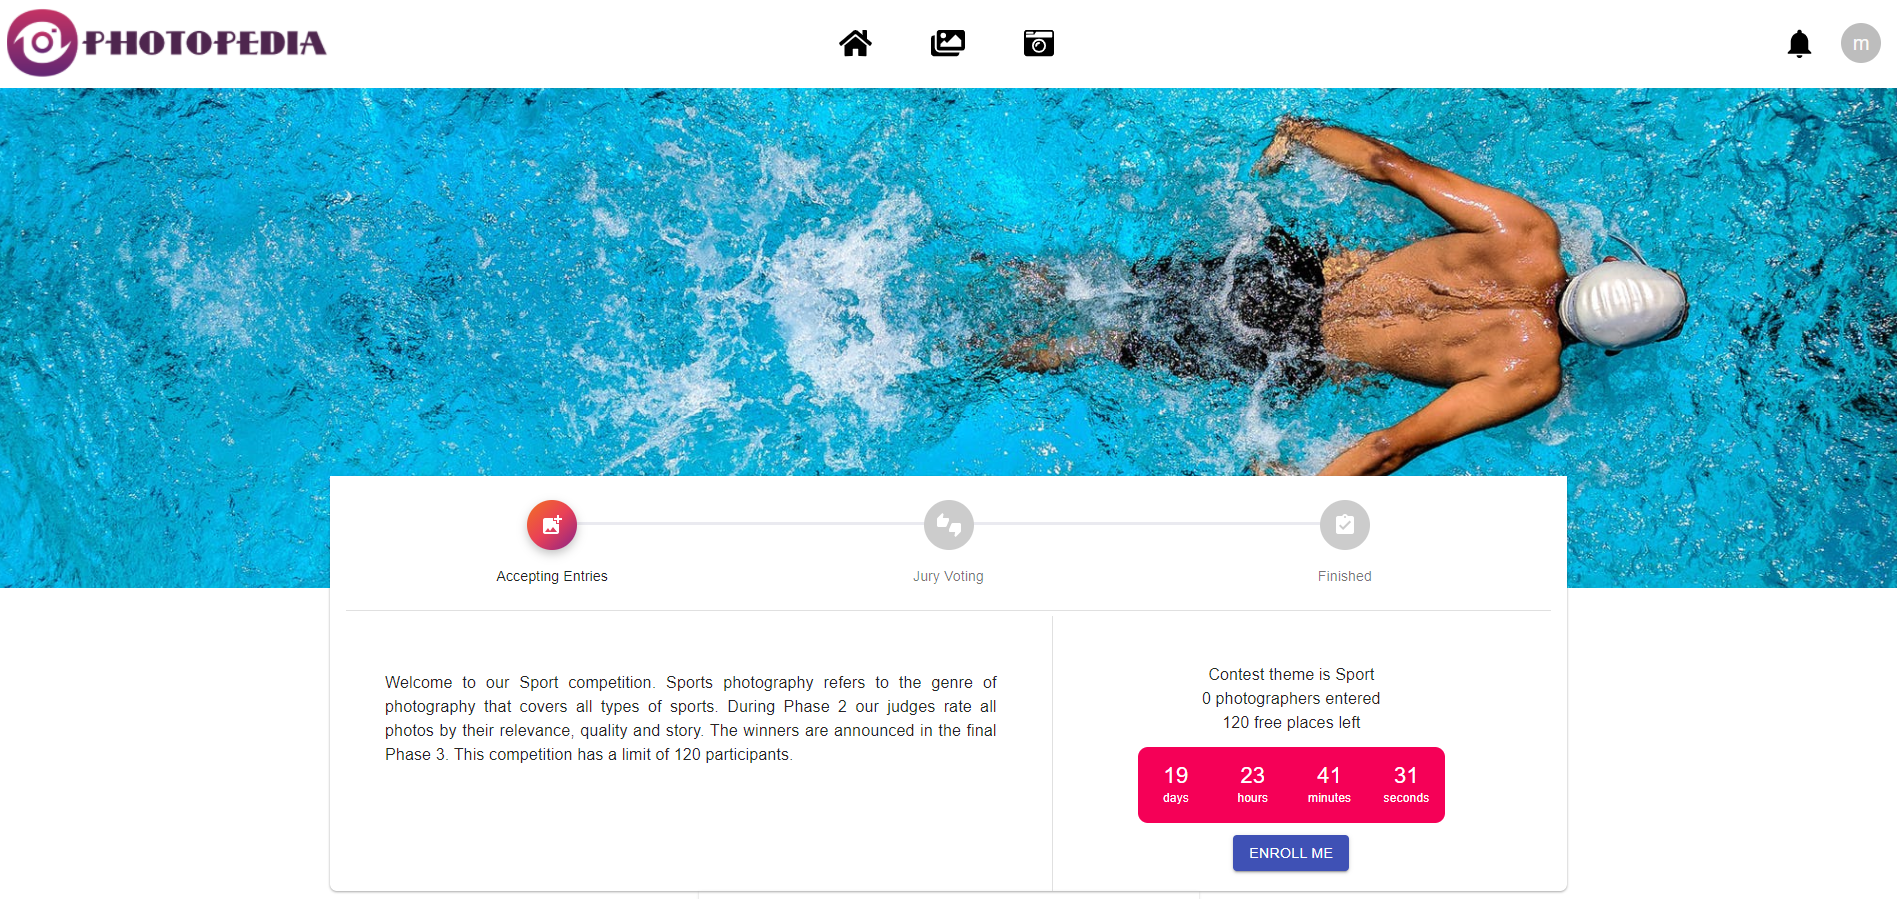 PHOTOPEDIA
m
Accepting Entries
Jury Voting
Finished
Welcome to our Sport competition. Sports photography refers to the genre of
photography that covers all types of sports. During Phase 2 our judges rate all
photos by their relevance, quality and story. The winners are announced in the final
Phase 3. This competition has a limit of 120 participants.
Contest theme is Sport
0 photographers entered
120 free places left
19 23 41 31
days hours minutes seconds
ENROLL ME